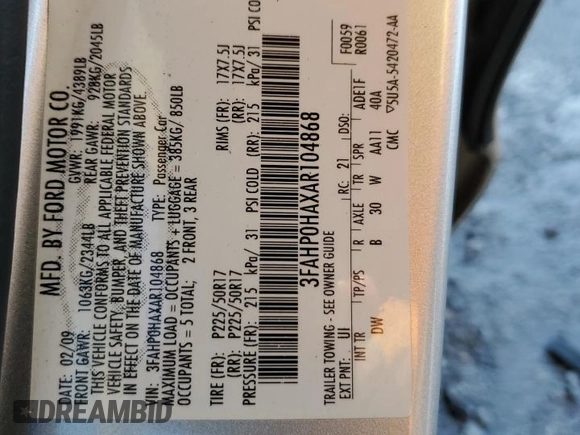 MFD. BY FORD MOTOR CO.
DATE: 02/09 GVWR: 1991KG/4389LB
FRONT GAWR: 1063KG/2344LB REAR GAWR: 928KG/2045LB
THIS VEHICLE CONFORMS TO ALL APPLICABLE FEDERAL MOTOR
VEHICLE SAFETY, BUMPER, AND THEFT PREVENTION STANDARDS
IN EFFECT ON THE DATE OF MANUFACTURE SHOWN ABOVE.
VIN: 3FAHP0HAXAR104868 TYPE: Passenger Car
MAXIMUM LOAD = OCCUPANTS + LUGGAGE = 385KG/ 850LB
OCCUPANTS = 5 TOTAL; 2 FRONT, 3 REAR
TIRE (FR): P225/50R17 RIMS (FR): 17X7.5J
(RR): P225/50R17 (RR): 17X7.5J
PRESSURE (FR): 215 kPa/ 31 PSI COLD (RR): 215 kPa/ 31 PSI CO
3FAHP0HAXAR104868
F0059
R0061
TRAILER TOWING - SEE OWNER GUIDE
EXT PNT: UI RC: 21 DSO:
INT TR TP/PS R AXLE TR SPR ADE1F
DW B 30 W AA11 40A
CMC ▽5U5A-5420472-AA
DREAMBID